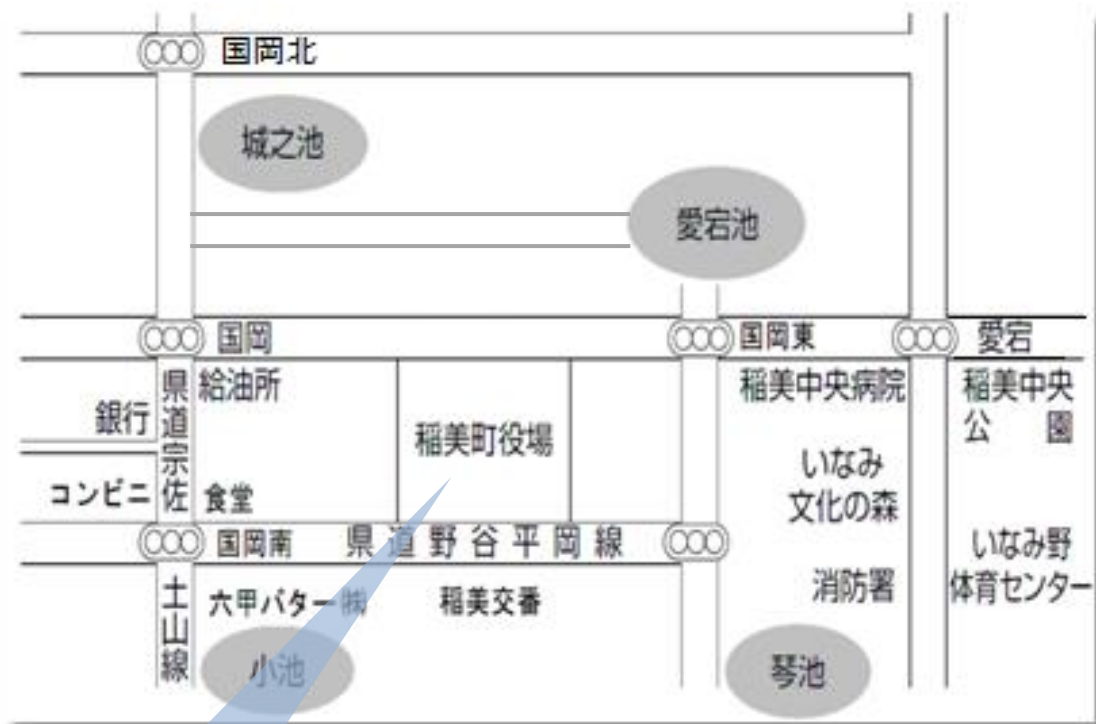 国岡北
城之池
愛宕池
国岡
国岡東
愛宕
給油所
稲美中央病院
稲美中央
公 園
銀行
県道宗佐
稲美町役場
いなみ
文化の森
コンビニ
食堂
国岡南
県道野谷平岡線
いなみ野
体育センター
土山線
六甲バター㈱
稲美交番
消防署
小池
琴池